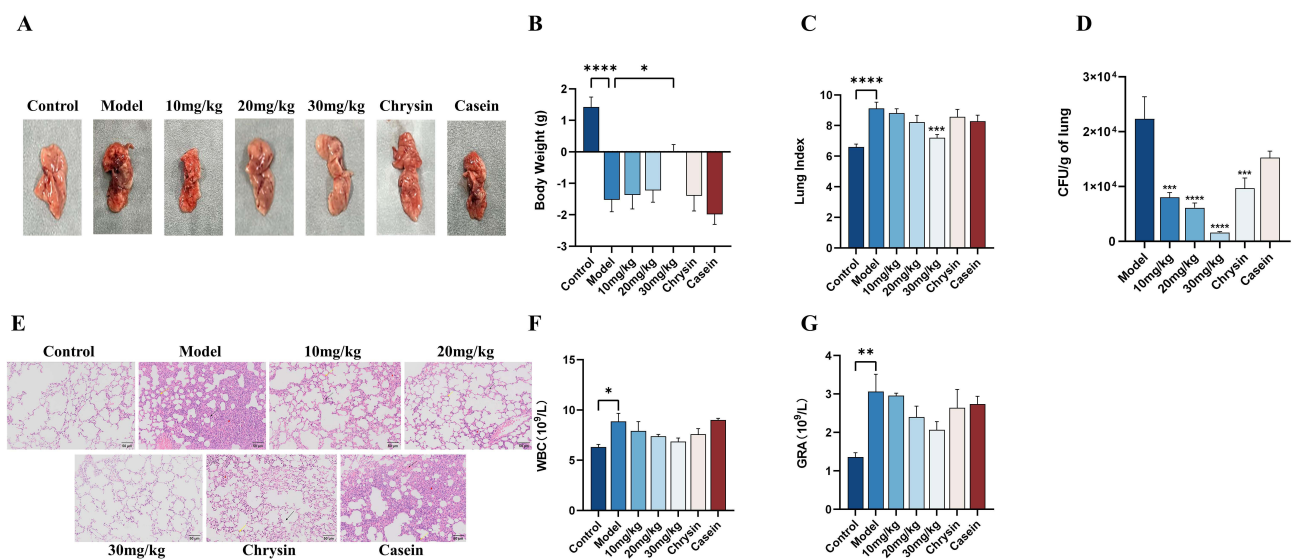 A
B
C
D
Control
Model
10mg/kg
20mg/kg
30mg/kg
Chrysin
Casein
Body Weight (g)
2
1
0
-1
-2
-3
****
*
Control
Model
10mg/kg
20mg/kg
30mg/kg
Chrysin
Casein
Lung Index
10
8
6
4
2
0
****
***
Control
Model
10mg/kg
20mg/kg
30mg/kg
Chrysin
Casein
CFU/g of lung
3×10⁴
2×10⁴
1×10⁴
0
***
****
****
***
Model
10mg/kg
20mg/kg
30mg/kg
Chrysin
Casein
E
F
G
Control
Model
10mg/kg
20mg/kg
30mg/kg
Chrysin
Casein
WBC (10⁹/L)
15
10
5
0
*
Control
Model
10mg/kg
20mg/kg
30mg/kg
Chrysin
Casein
GRA (10⁹/L)
4
3
2
1
0
**
Control
Model
10mg/kg
20mg/kg
30mg/kg
Chrysin
Casein